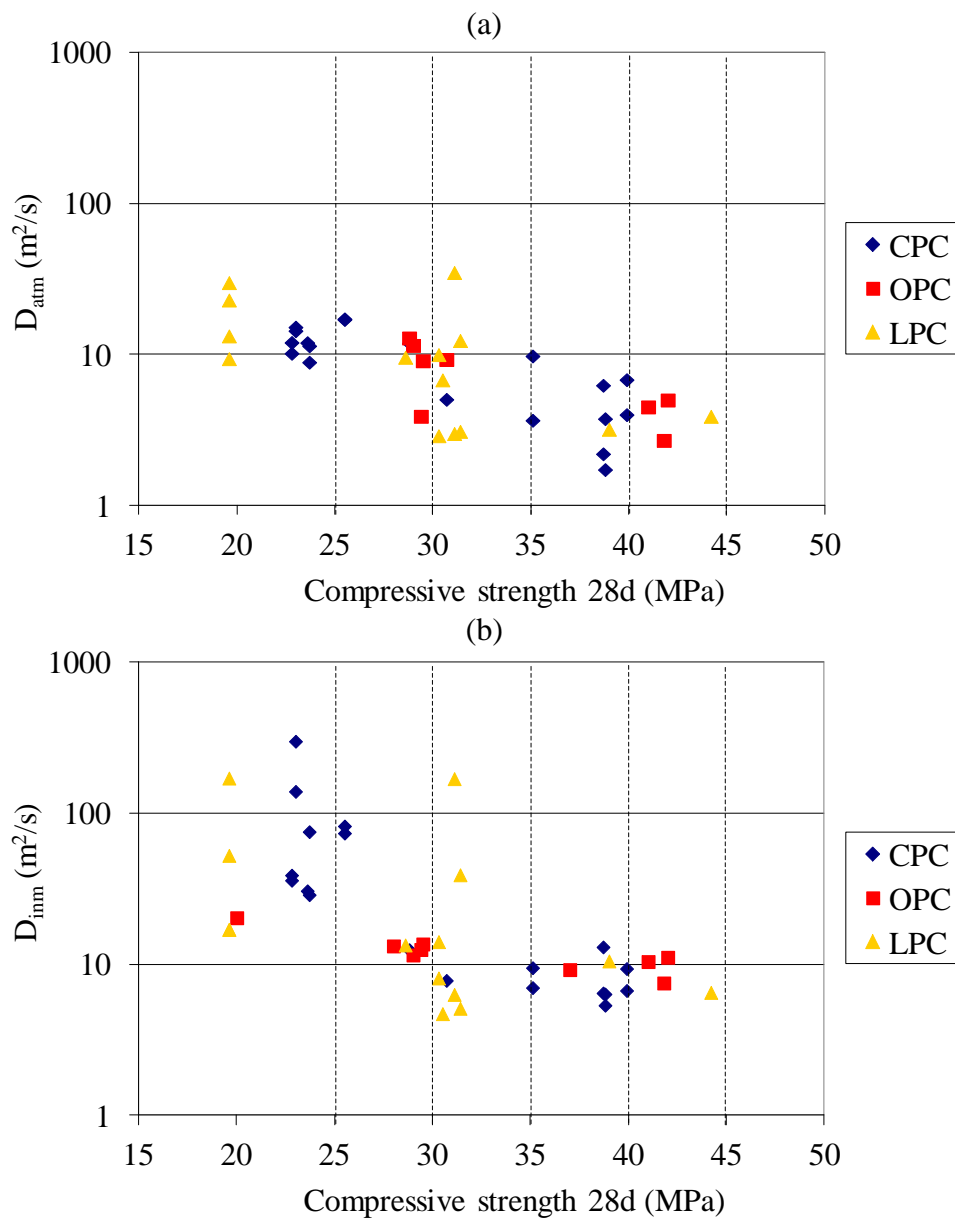 (a)
1000
100
10
1
D_atm (m²/s)
15 20 25 30 35 40 45 50
Compressive strength 28d (MPa)
CPC
OPC
LPC
(b)
1000
100
10
1
D_inm (m²/s)
15 20 25 30 35 40 45 50
Compressive strength 28d (MPa)
CPC
OPC
LPC